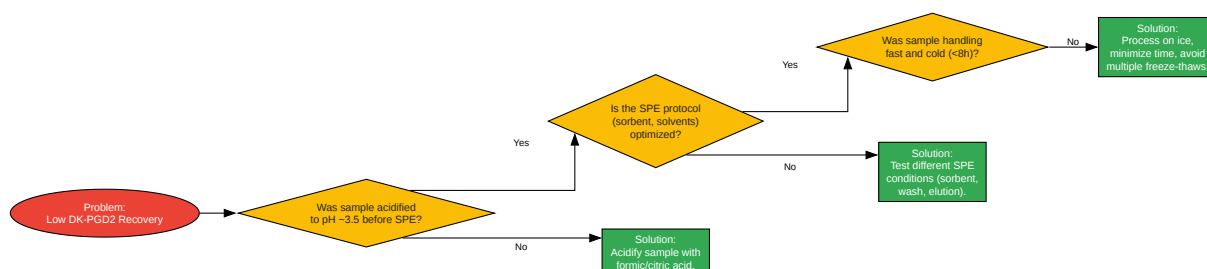 Problem:
Low DK-PGD2 Recovery
Was sample acidified
to pH ~3.5 before SPE?
Yes
No
Solution:
Acidify sample with
formic/citric acid.
Is the SPE protocol
(sorbent, solvents)
optimized?
Yes
No
Solution:
Test different SPE
conditions (sorbent,
wash, elution).
Was sample handling
fast and cold (<8h)?
No
Solution:
Process on ice,
minimize time, avoid
multiple freeze-thaws